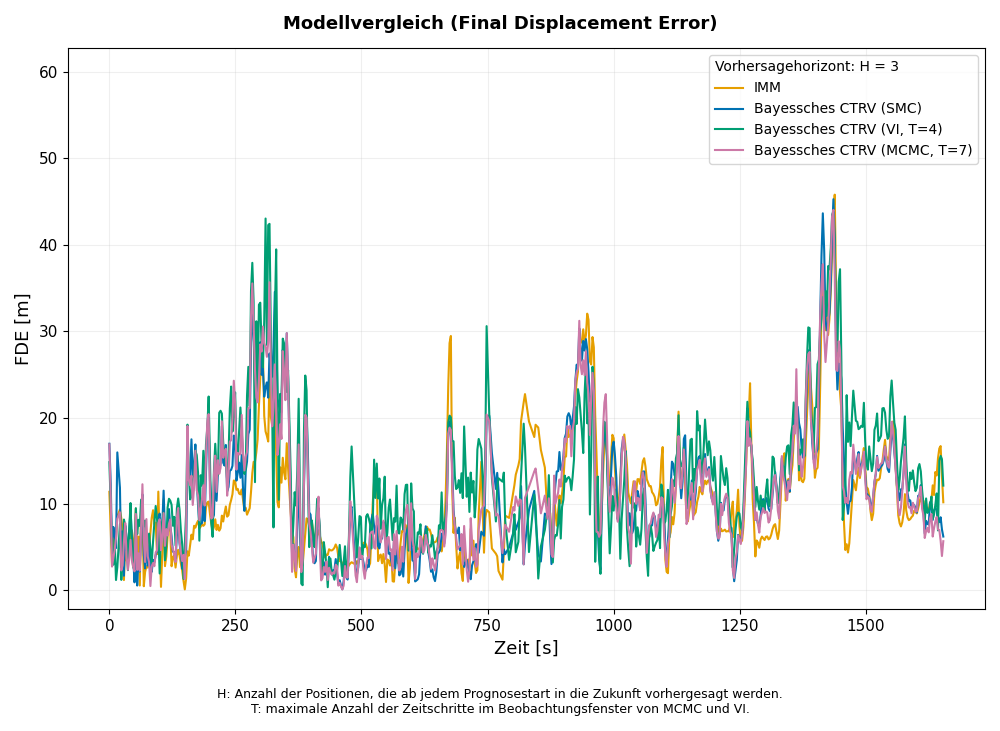 Modellvergleich (Final Displacement Error)
Vorhersagehorizont: H = 3
IMM
Bayessches CTRV (SMC)
Bayessches CTRV (VI, T=4)
Bayessches CTRV (MCMC, T=7)
FDE [m]
60
50
40
30
20
10
0
0 250 500 750 1000 1250 1500
Zeit [s]
H: Anzahl der Positionen, die ab jedem Prognosestart in die Zukunft vorhergesagt werden.
T: maximale Anzahl der Zeitschritte im Beobachtungsfenster von MCMC und VI.